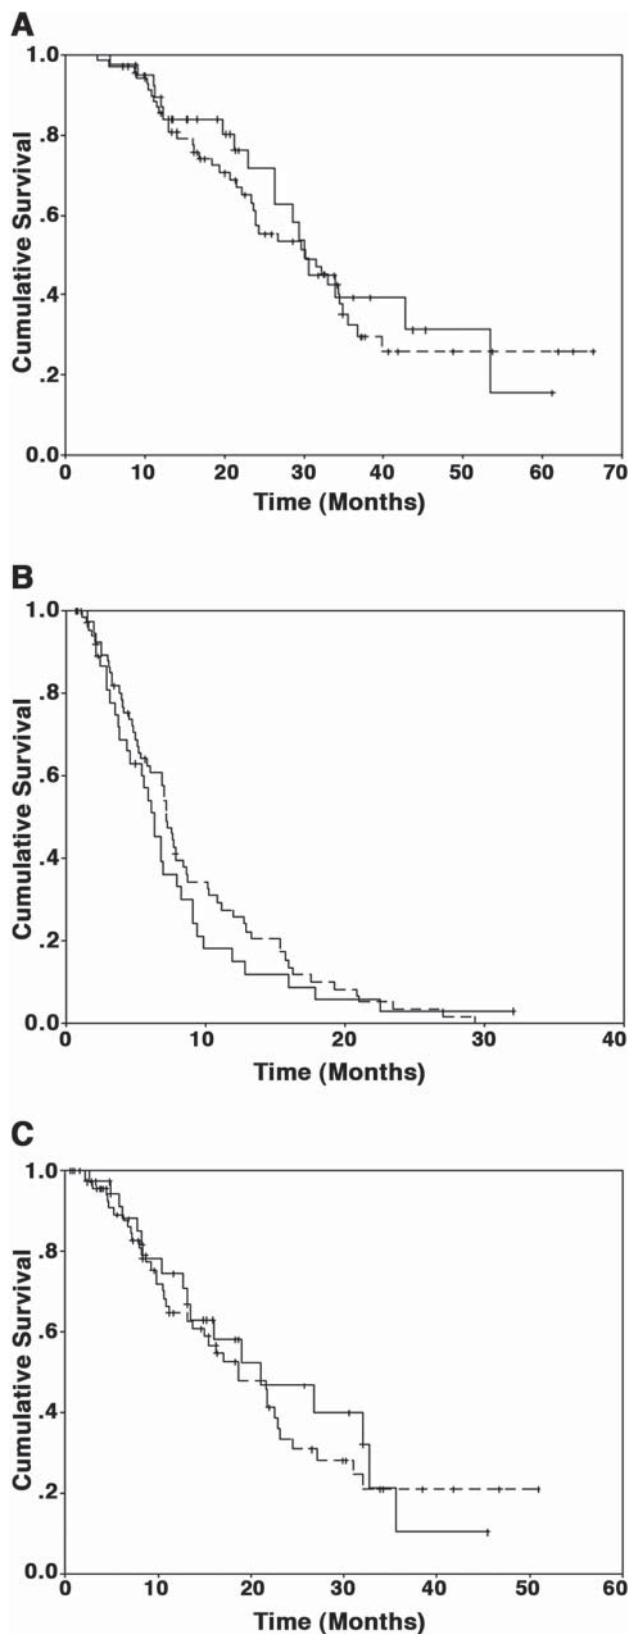 A
1.0
.8
.6
.4
.2
0.0
Cumulative Survival
0 10 20 30 40 50 60 70
Time (Months)
B
1.0
.8
.6
.4
.2
0.0
Cumulative Survival
0 10 20 30 40
Time (Months)
C
1.0
.8
.6
.4
.2
0.0
Cumulative Survival
0 10 20 30 40 50 60
Time (Months)